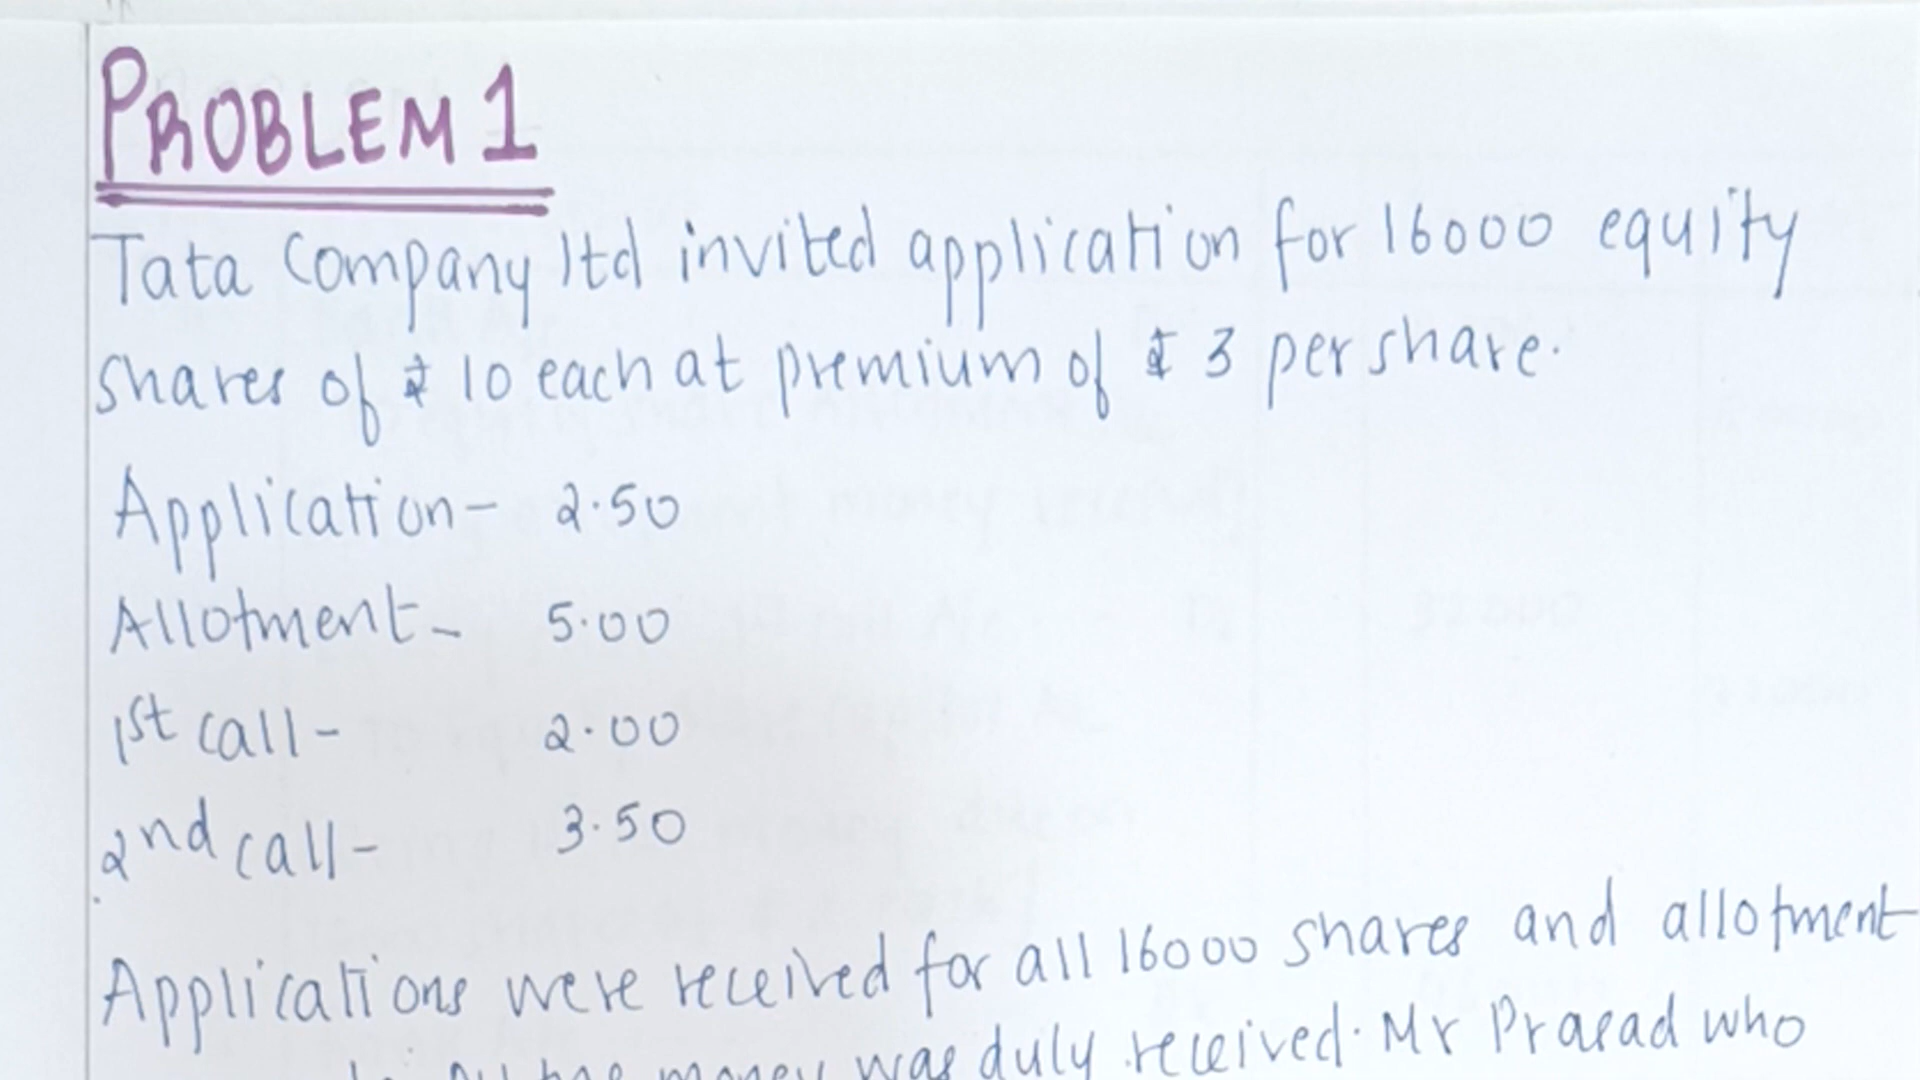 PROBLEM 1
Tata Company ltd invited application for 16000 equity
shares of ₹ 10 each at premium of ₹ 3 per share.
Application - 2.50
Allotment - 5.00
1st call - 2.00
2nd call - 3.50
Applications were received for all 16000 shares and allotment
money was duly received. Mr Prasad who